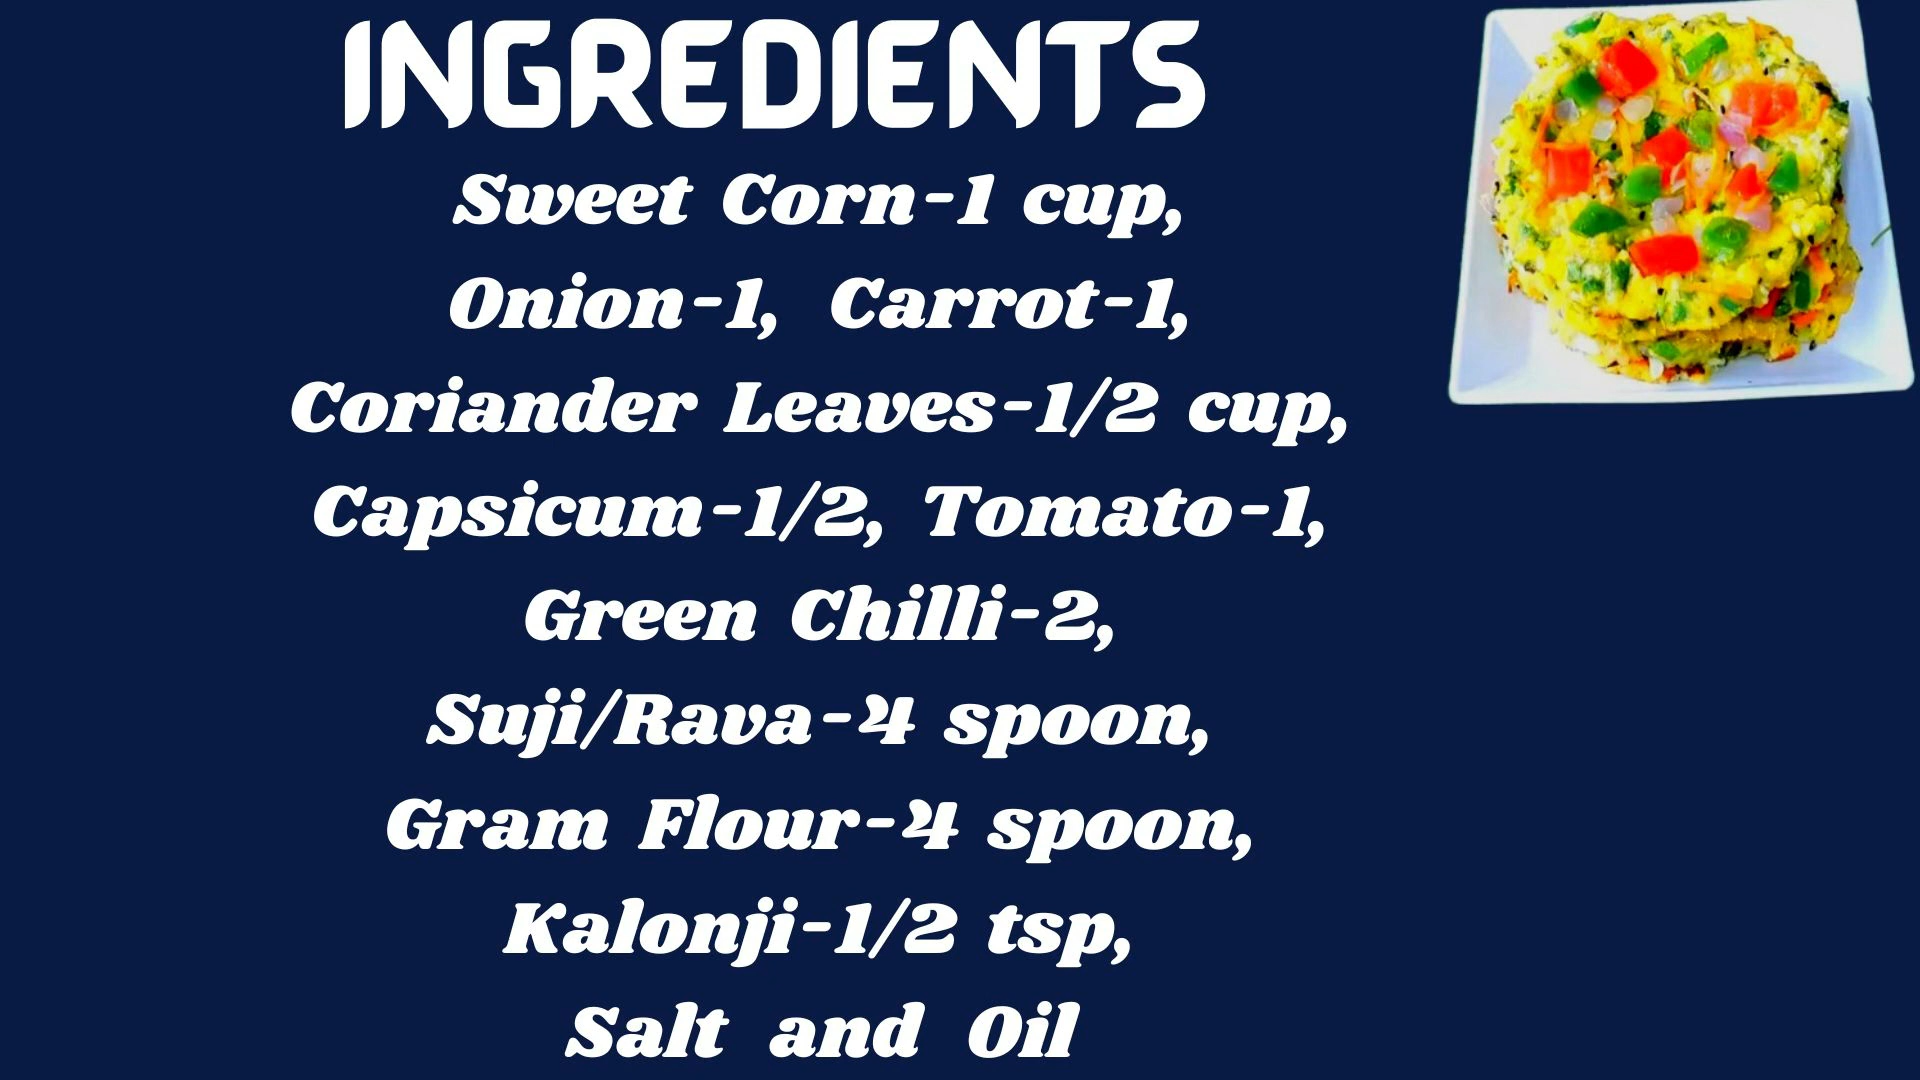 INGREDIENTS
Sweet Corn-1 cup,
Onion-1, Carrot-1,
Coriander Leaves-1/2 cup,
Capsicum-1/2, Tomato-1,
Green Chilli-2,
Suji/Rava-4 spoon,
Gram Flour-4 spoon,
Kalonji-1/2 tsp,
Salt and Oil